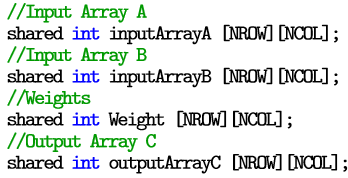 //Input Array A
shared int inputArrayA [NROW][NCOL];
//Input Array B
shared int inputArrayB [NROW][NCOL];
//Weights
shared int Weight [NROW][NCOL];
//Output Array C
shared int outputArrayC [NROW][NCOL];